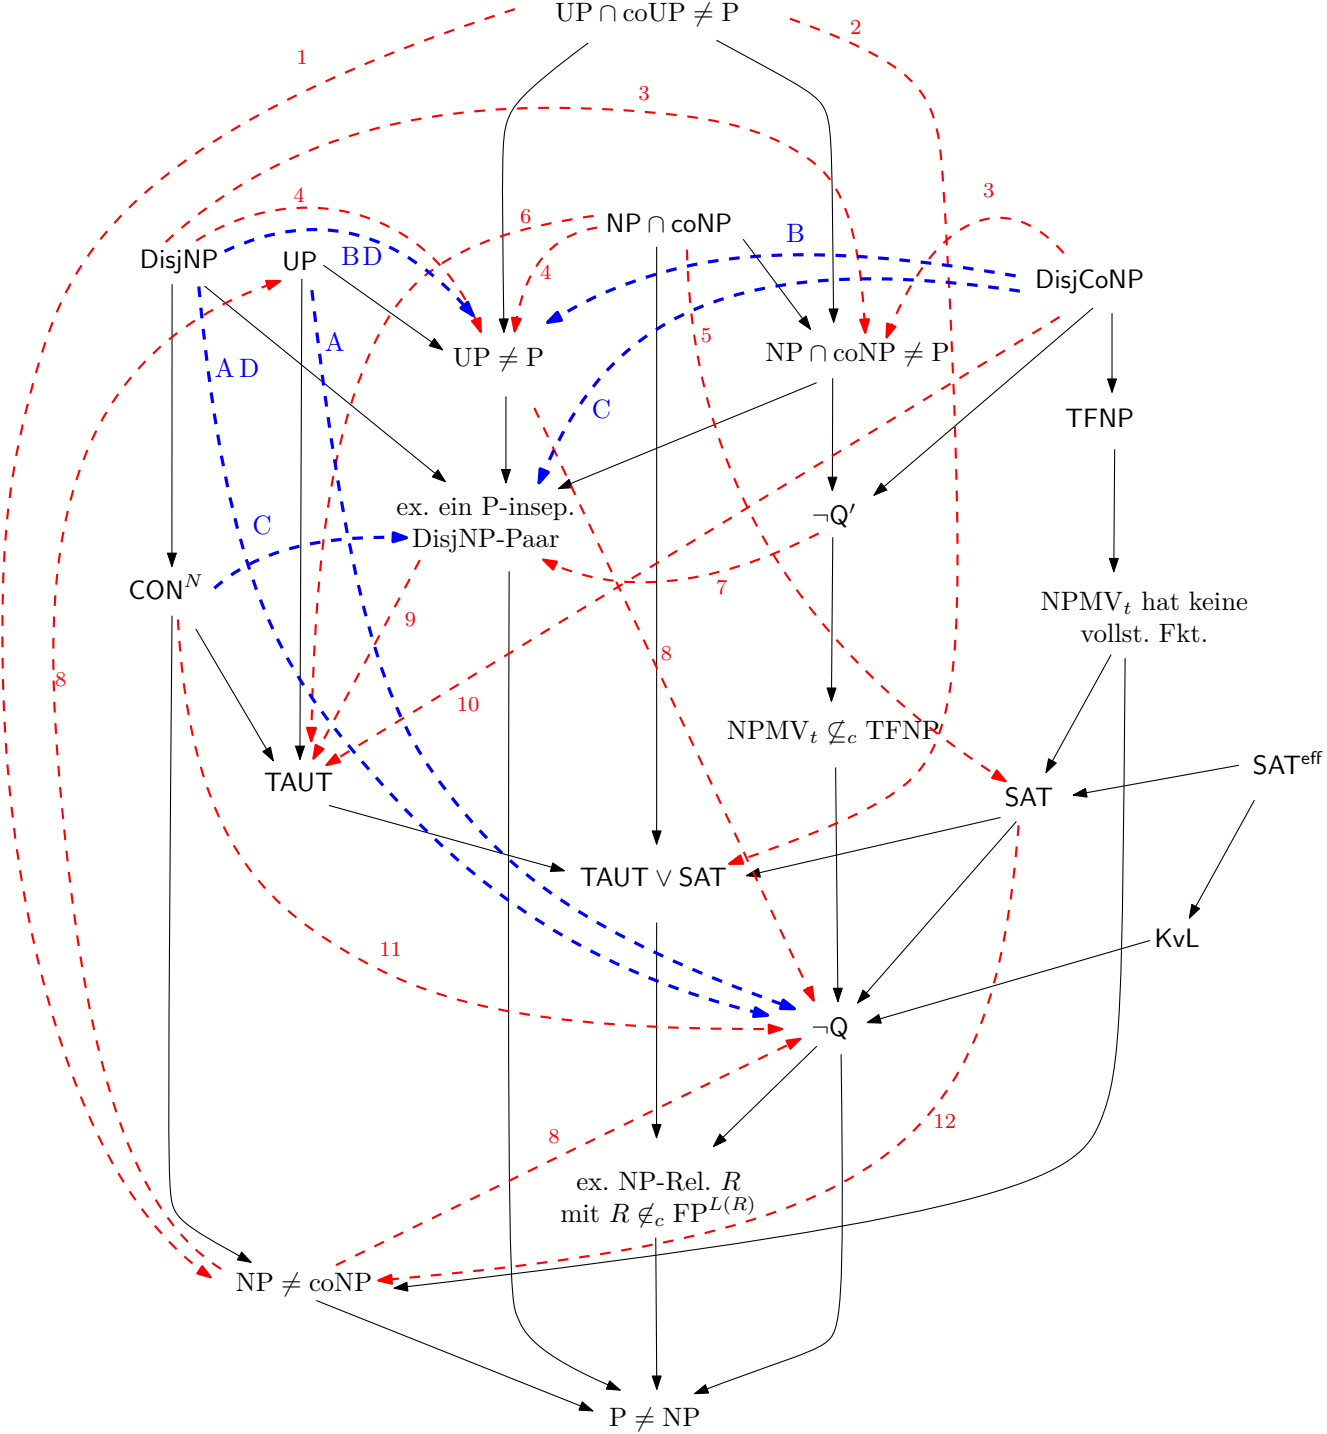 UP ∩ coUP ≠ P
1
2
3
3
4
6
NP ∩ coNP
B
DisjNP
UP
B D
4
DisjCoNP
5
A
UP ≠ P
NP ∩ coNP ≠ P
A D
C
TFNP
ex. ein P-insep.
DisjNP-Paar
¬Q′
C
CON^N
7
NPMV_t hat keine
vollst. Fkt.
9
8
8
10
NPMV_t ⊈_c TFNP
TAUT
SAT
SAT^eff
TAUT ∨ SAT
KvL
11
¬Q
8
12
ex. NP-Rel. R
mit R ∉_c FP^L(R)
NP ≠ coNP
P ≠ NP